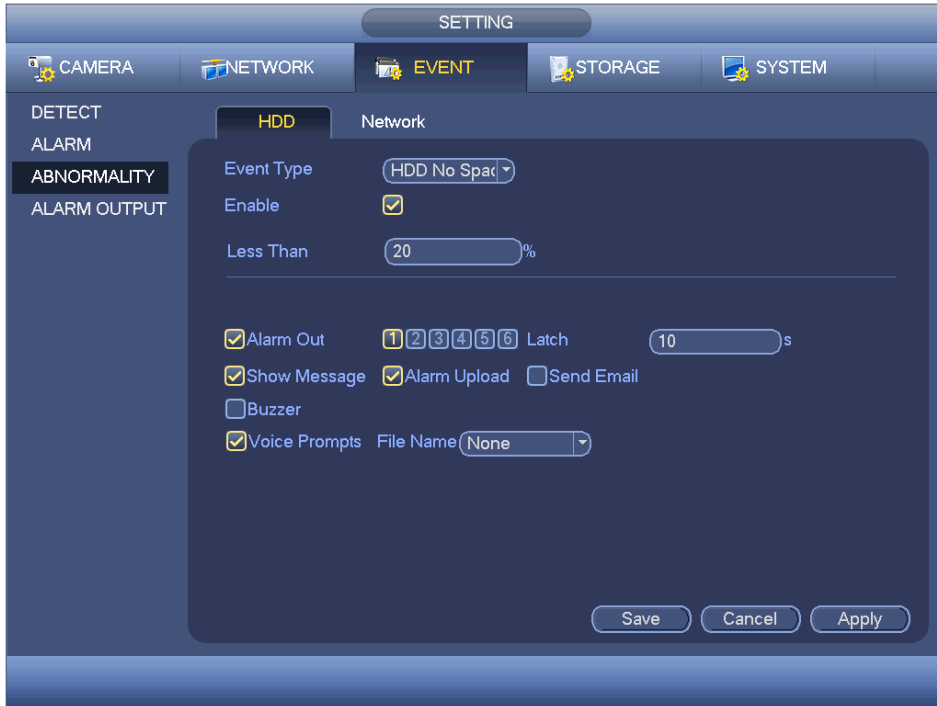 SETTING
CAMERA NETWORK EVENT STORAGE SYSTEM
DETECT
ALARM
ABNORMALITY
ALARM OUTPUT
HDD Network
Event Type HDD No Spac
Enable
Less Than 20 %
Alarm Out 1 2 3 4 5 6 Latch 10 s
Show Message Alarm Upload Send Email
Buzzer
Voice Prompts File Name None
Save Cancel Apply